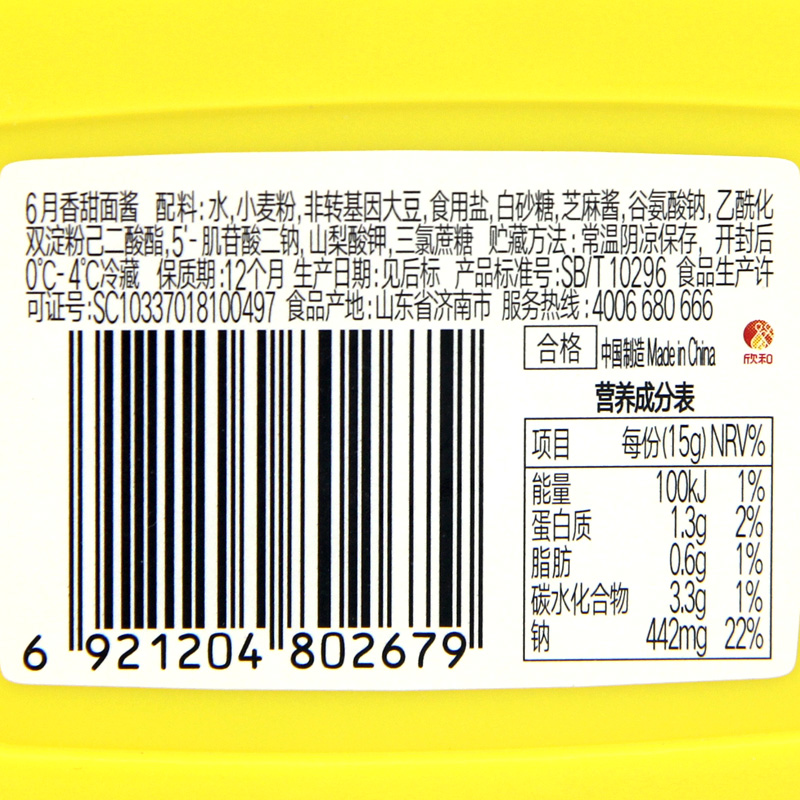 6月香甜面酱 配料:水,小麦粉,非转基因大豆,食用盐,白砂糖,芝麻酱,谷氨酸钠,乙酰化
双淀粉己二酸酯,5'-肌苷酸二钠,山梨酸钾,三氯蔗糖 贮藏方法:常温阴凉保存,开封后
0℃-4℃冷藏 保质期:12个月 生产日期:见后标 产品标准号:SB/T 10296 食品生产许
可证号:SC10337018100497 食品产地:山东省济南市 服务热线:4006 680 666
合格 中国制造 Made in China
欣和
营养成分表
项目 每份(15g) NRV%
能量 100kJ 1%
蛋白质 1.3g 2%
脂肪 0.6g 1%
碳水化合物 3.3g 1%
钠 442mg 22%
6 921204 802679